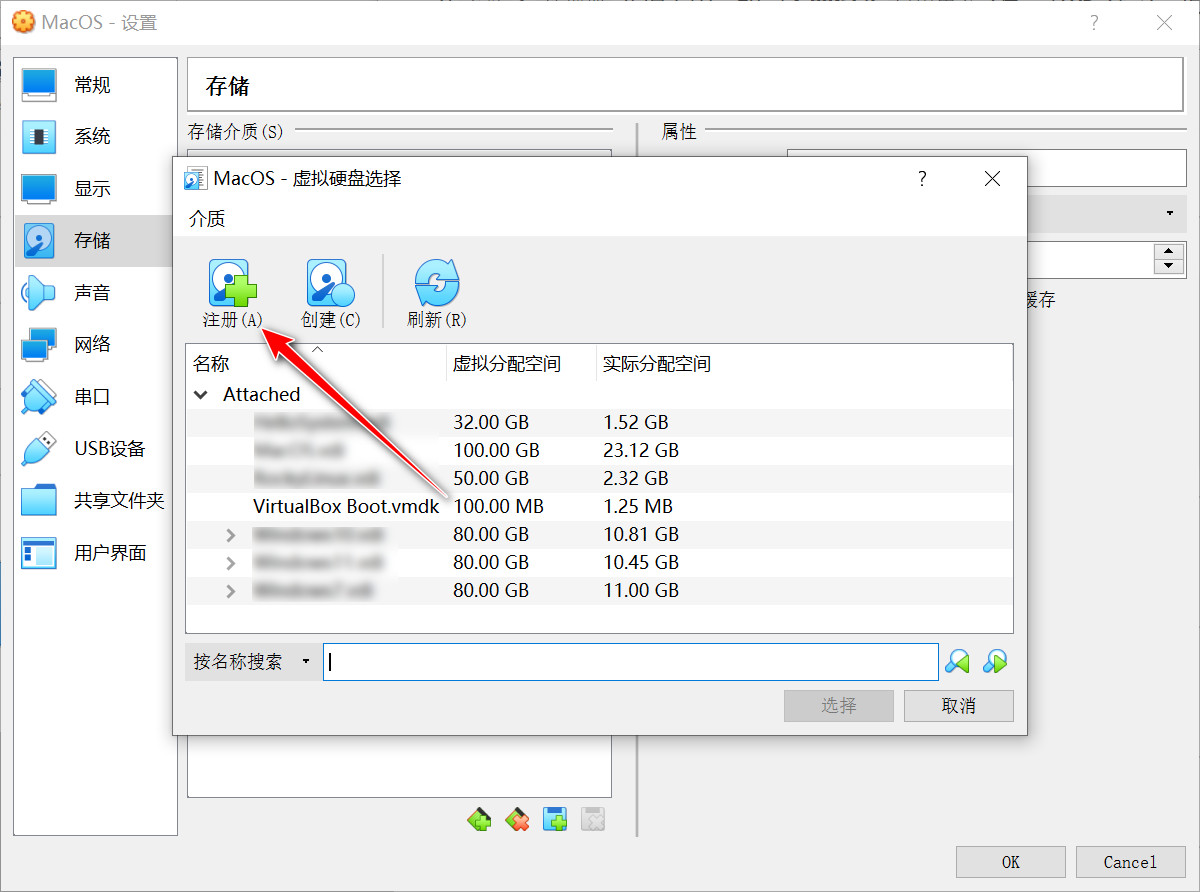 MacOS - 设置
常规
系统
显示
存储
声音
网络
串口
USB设备
共享文件夹
用户界面
存储
存储介质(S)
属性
缓存
MacOS - 虚拟硬盘选择
?
介质
注册(A) 创建(C) 刷新(R)
名称 虚拟分配空间 实际分配空间
Attached
32.00 GB 1.52 GB
100.00 GB 23.12 GB
50.00 GB 2.32 GB
VirtualBox Boot.vmdk 100.00 MB 1.25 MB
80.00 GB 10.81 GB
80.00 GB 10.45 GB
80.00 GB 11.00 GB
按名称搜索
选择 取消
OK Cancel